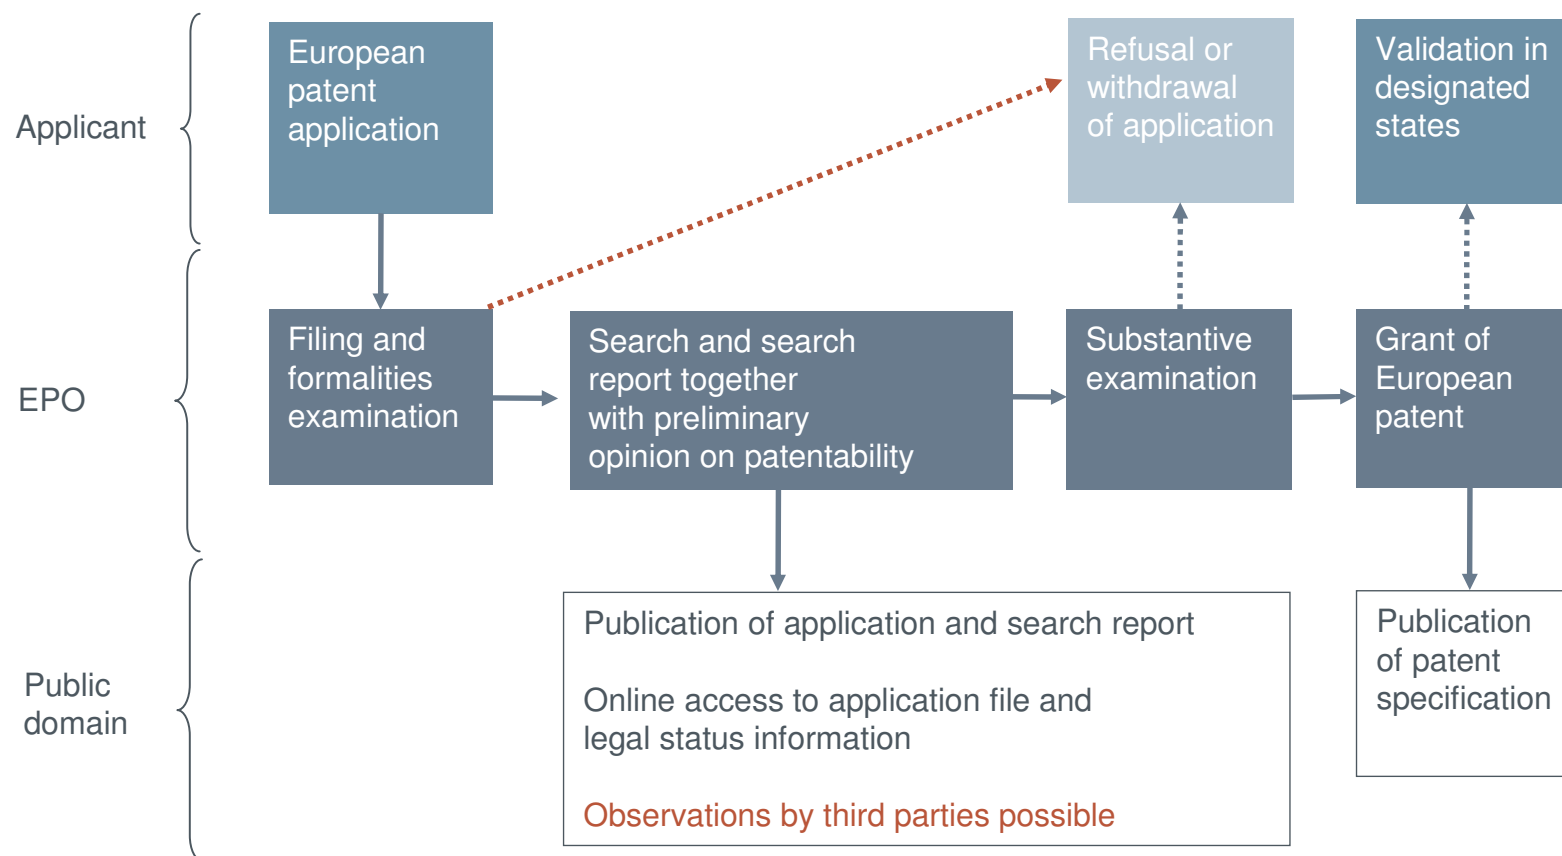 Applicant
European
patent
application
Refusal or
withdrawal
of application
Validation in
designated
states
EPO
Filing and
formalities
examination
Search and search
report together
with preliminary
opinion on patentability
Substantive
examination
Grant of
European
patent
Public
domain
Publication of application and search report
Online access to application file and
legal status information
Observations by third parties possible
Publication
of patent
specification